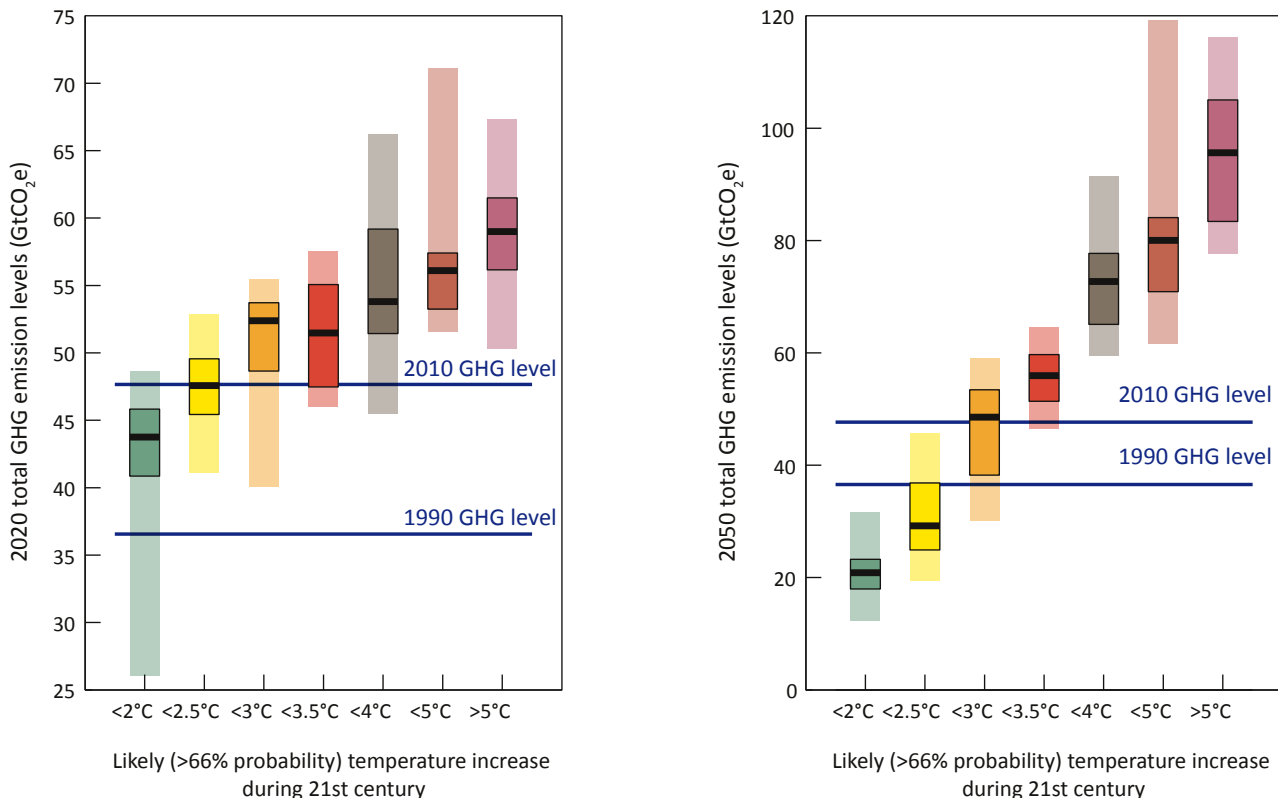 2020 total GHG emission levels (GtCO₂e)
75
70
65
60
55
50
45
40
35
30
25
2010 GHG level
1990 GHG level
<2°C <2.5°C <3°C <3.5°C <4°C <5°C >5°C
Likely (>66% probability) temperature increase
during 21st century
2050 total GHG emission levels (GtCO₂e)
120
100
80
60
40
20
0
2010 GHG level
1990 GHG level
<2°C <2.5°C <3°C <3.5°C <4°C <5°C >5°C
Likely (>66% probability) temperature increase
during 21st century